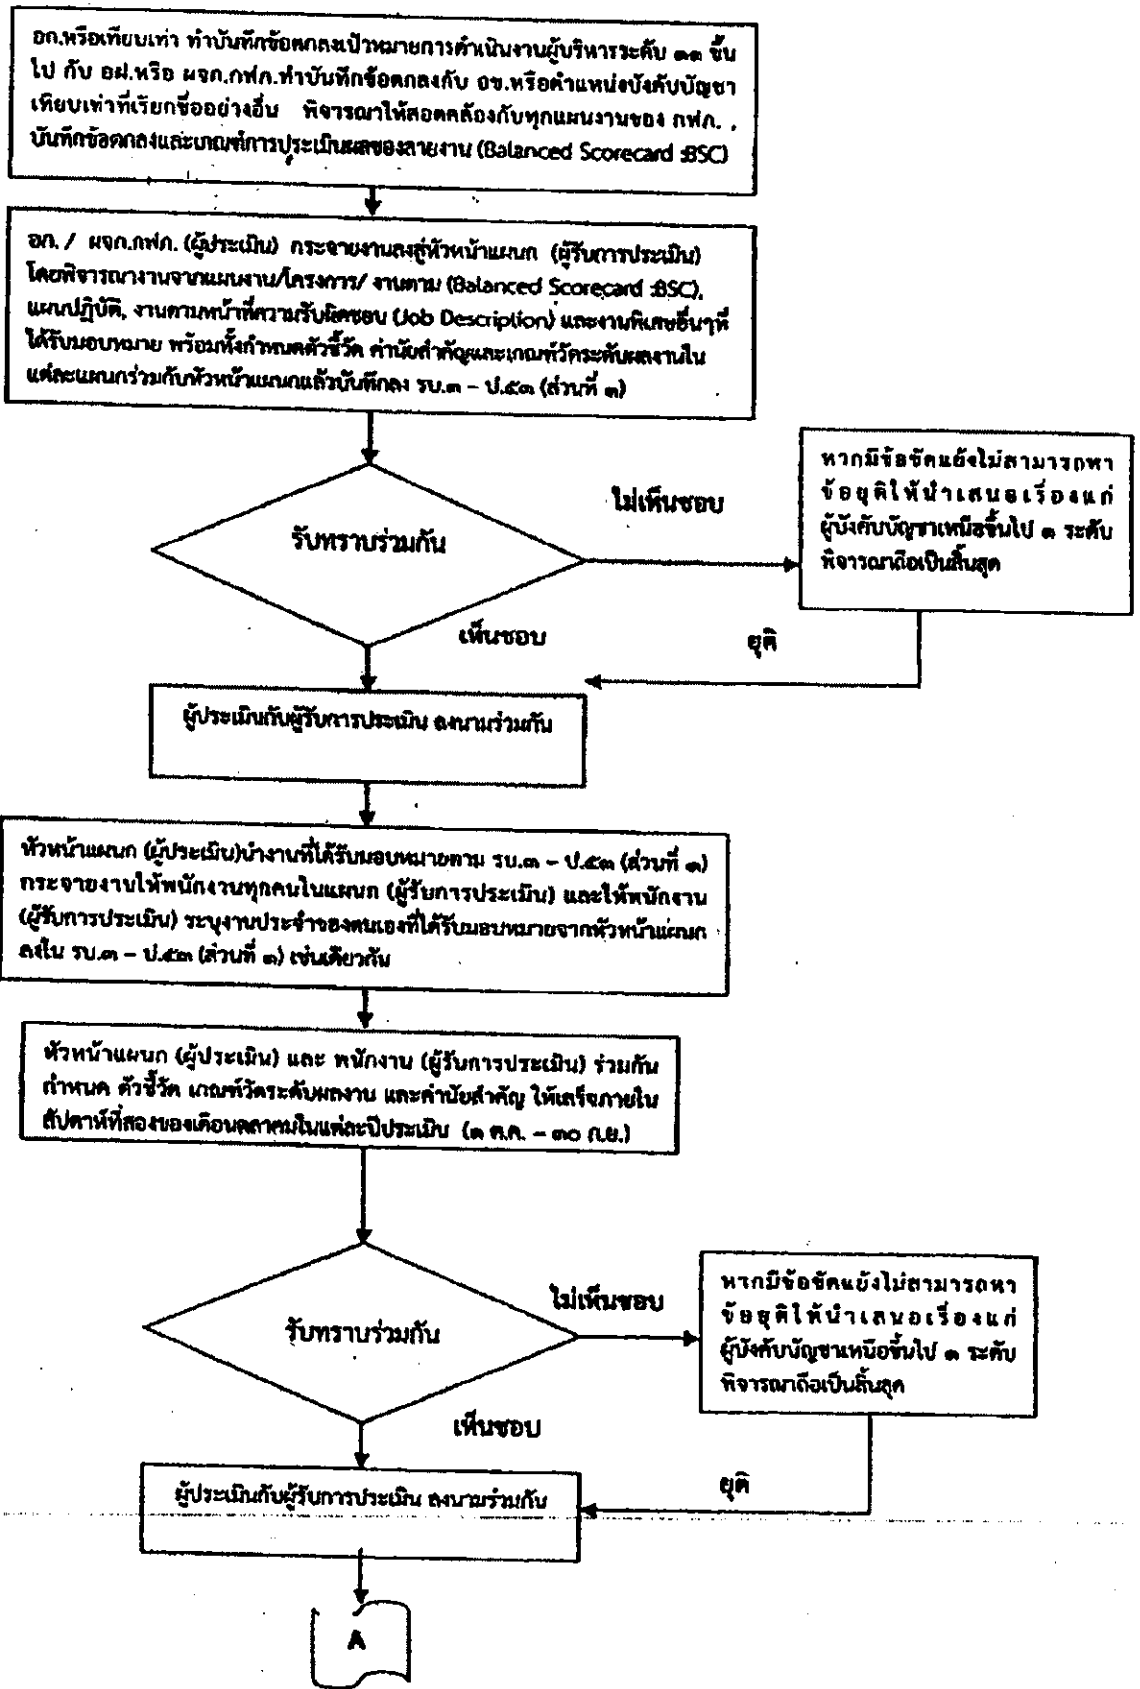 อก.หรือเทียบเท่า ทำบันทึกข้อตกลงเป้าหมายการดำเนินงานผู้บริหารระดับ ๑๑ ขึ้น
ไป กับ อฝ.หรือ ผจก.กฟภ.ทำบันทึกข้อตกลงกับ อข.หรือตำแหน่งบังคับบัญชา
เทียบเท่าที่เรียกชื่ออย่างอื่น พิจารณาให้สอดคล้องกับทุกแผนงานของ กฟภ. ,
บันทึกข้อตกลงและเกณฑ์การประเมินผลของสายงาน (Balanced Scorecard :BSC)
อก. / ผจก.กฟภ. (ผู้ประเมิน) กระจายงานลงสู่หัวหน้าแผนก (ผู้รับการประเมิน)
โดยพิจารณางานจากแผนงาน/โครงการ/ งานตาม (Balanced Scorecard :BSC),
แผนปฏิบัติ, งานตามหน้าที่ความรับผิดชอบ (Job Description) และงานพิเศษอื่นๆที่
ได้รับมอบหมาย พร้อมทั้งกำหนดตัวชี้วัด ค่านัยสำคัญและเกณฑ์วัดระดับผลงานใน
แต่ละแผนกร่วมกับหัวหน้าแผนกแล้วบันทึกลง รบ.๓ – ป.๕๓ (ส่วนที่ ๑)
รับทราบร่วมกัน
ไม่เห็นชอบ
หากมีข้อขัดแย้งไม่สามารถหา
ข้อยุติให้นำเสนอเรื่องแก่
ผู้บังคับบัญชาเหนือขึ้นไป ๑ ระดับ
พิจารณาถือเป็นสิ้นสุด
เห็นชอบ
ยุติ
ผู้ประเมินกับผู้รับการประเมิน ลงนามร่วมกัน
หัวหน้าแผนก (ผู้ประเมิน)นำงานที่ได้รับมอบหมายตาม รบ.๓ – ป.๕๓ (ส่วนที่ ๑)
กระจายงานให้พนักงานทุกคนในแผนก (ผู้รับการประเมิน) และให้พนักงาน
(ผู้รับการประเมิน) ระบุงานประจำของตนเองที่ได้รับมอบหมายจากหัวหน้าแผนก
ลงใน รบ.๓ – ป.๕๓ (ส่วนที่ ๑) เช่นเดียวกัน
หัวหน้าแผนก (ผู้ประเมิน) และ พนักงาน (ผู้รับการประเมิน) ร่วมกัน
กำหนด ตัวชี้วัด เกณฑ์วัดระดับผลงาน และค่านัยสำคัญ ให้เสร็จภายใน
สัปดาห์ที่สองของเดือนตุลาคมในแต่ละปีประเมิน (๑ ต.ค. – ๓๐ ก.ย.)
รับทราบร่วมกัน
ไม่เห็นชอบ
หากมีข้อขัดแย้งไม่สามารถหา
ข้อยุติให้นำเสนอเรื่องแก่
ผู้บังคับบัญชาเหนือขึ้นไป ๑ ระดับ
พิจารณาถือเป็นสิ้นสุด
เห็นชอบ
ยุติ
ผู้ประเมินกับผู้รับการประเมิน ลงนามร่วมกัน
A